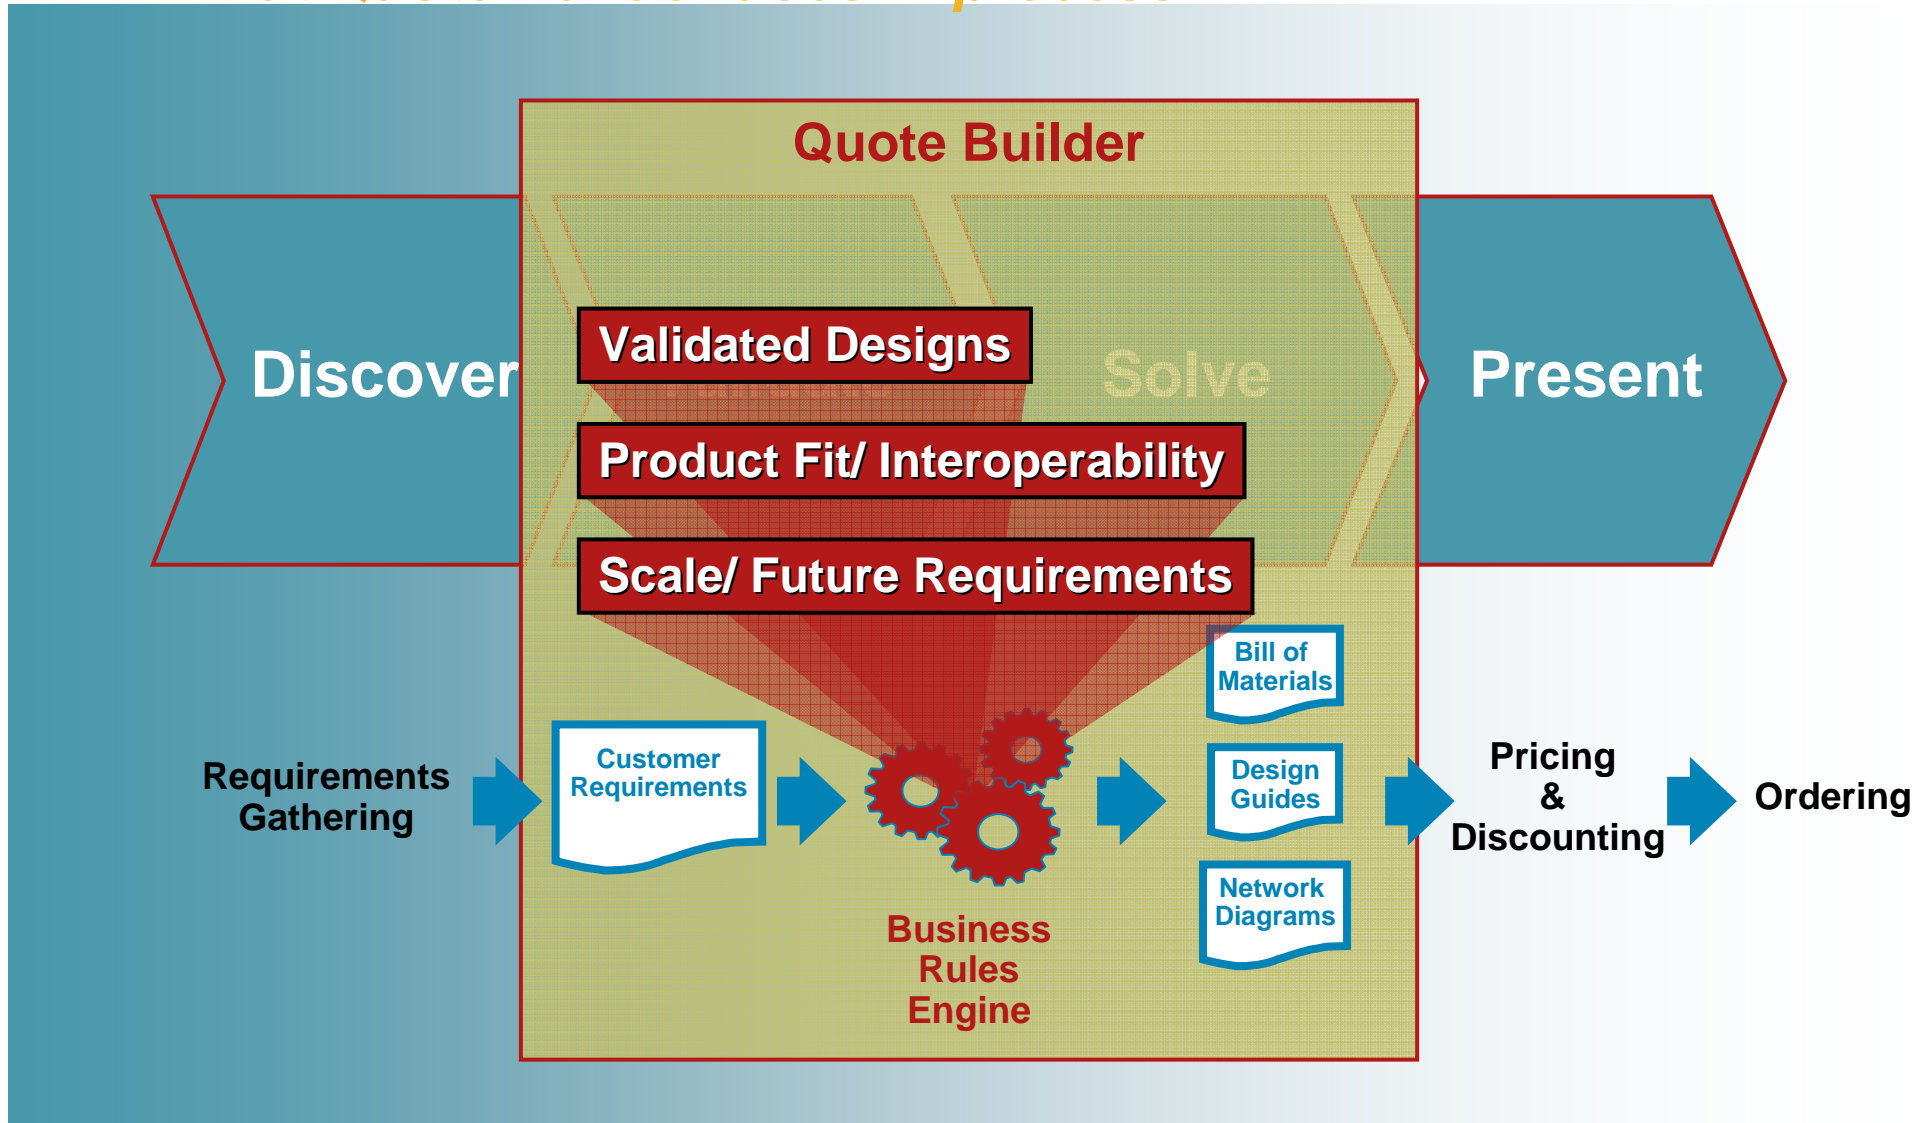 Quote Builder
Discover
Validated Designs
Solve
Present
Product Fit/ Interoperability
Scale/ Future Requirements
Bill of
Materials
Requirements
Gathering
Customer
Requirements
Design
Guides
Network
Diagrams
Business
Rules
Engine
Pricing
&
Discounting
Ordering